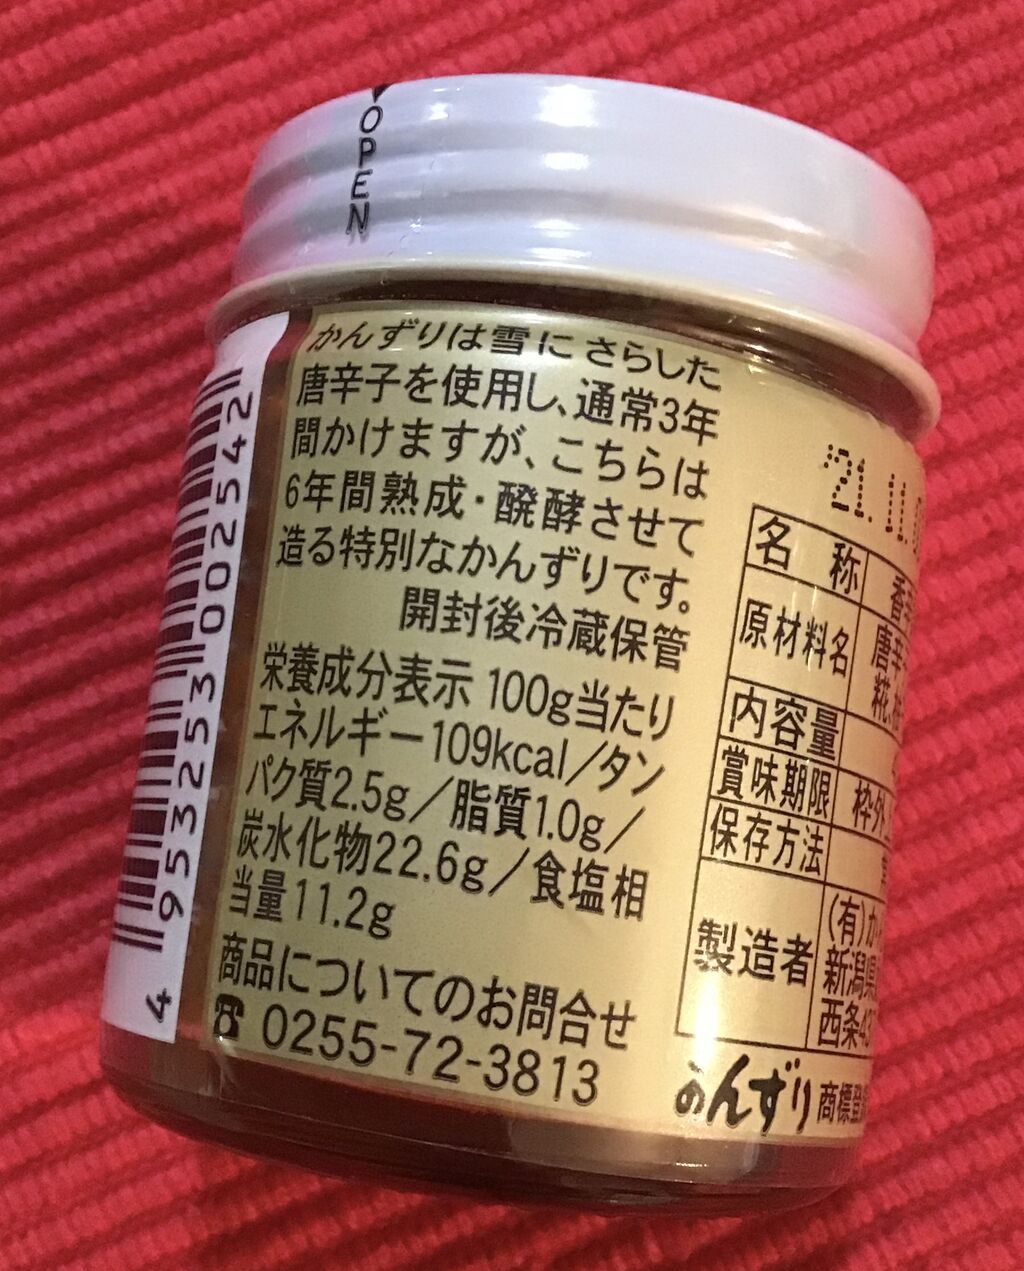 OPEN
かんずりは雪にさらした
唐辛子を使用し、通常3年
間かけますが、こちらは
6年間熟成・醗酵させて
造る特別なかんずりです。
開封後冷蔵保管
栄養成分表示 100g当たり
エネルギー109kcal/タン
パク質2.5g/脂質1.0g/
炭水化物22.6g/食塩相
当量11.2g
商品についてのお問合せ
☎ 0255-72-3813
4 953253 002542
21.11.
名称
原材料名 唐辛
糀、
内容量
賞味期限 枠外
保存方法
製造者 (有)か
新潟県
西条43
かんずり 商標登